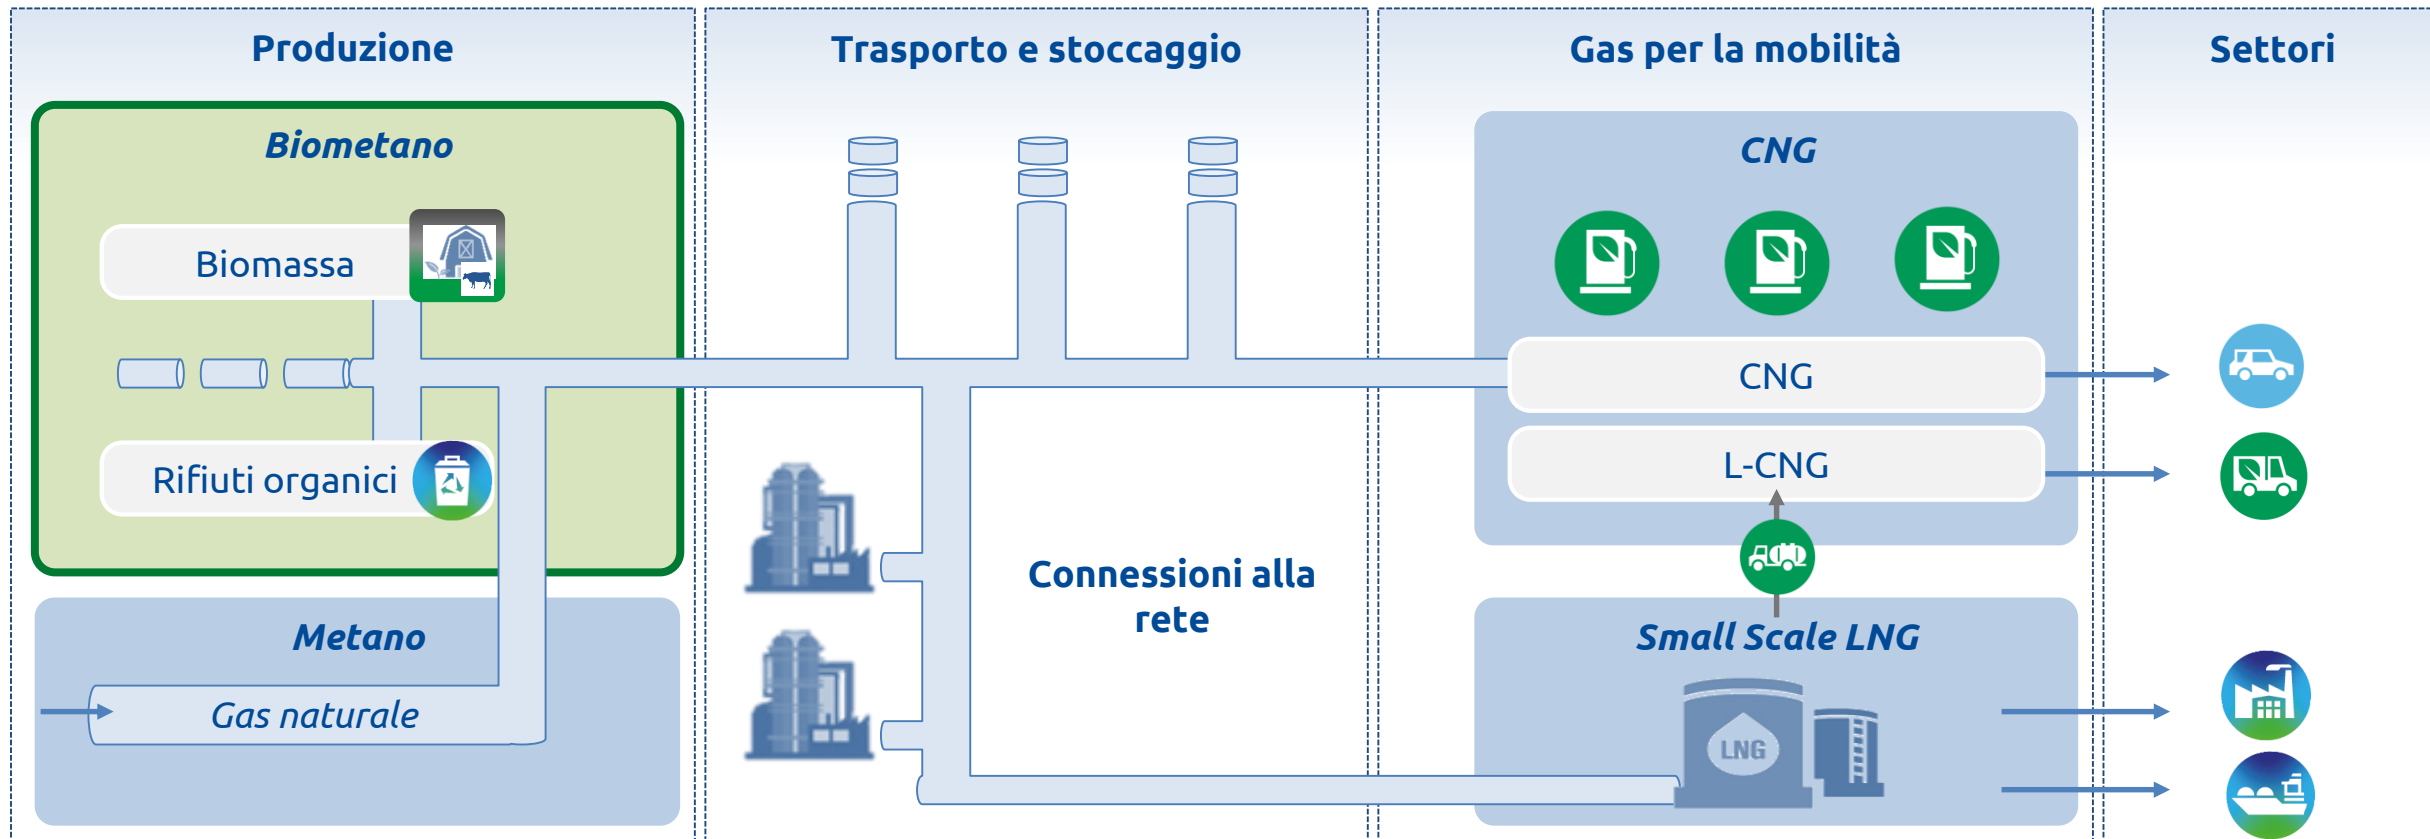 Produzione
Trasporto e stoccaggio
Gas per la mobilità
Settori
Biometano
Biomassa
Rifiuti organici
Metano
Gas naturale
Connessioni alla
rete
CNG
CNG
L-CNG
Small Scale LNG
LNG